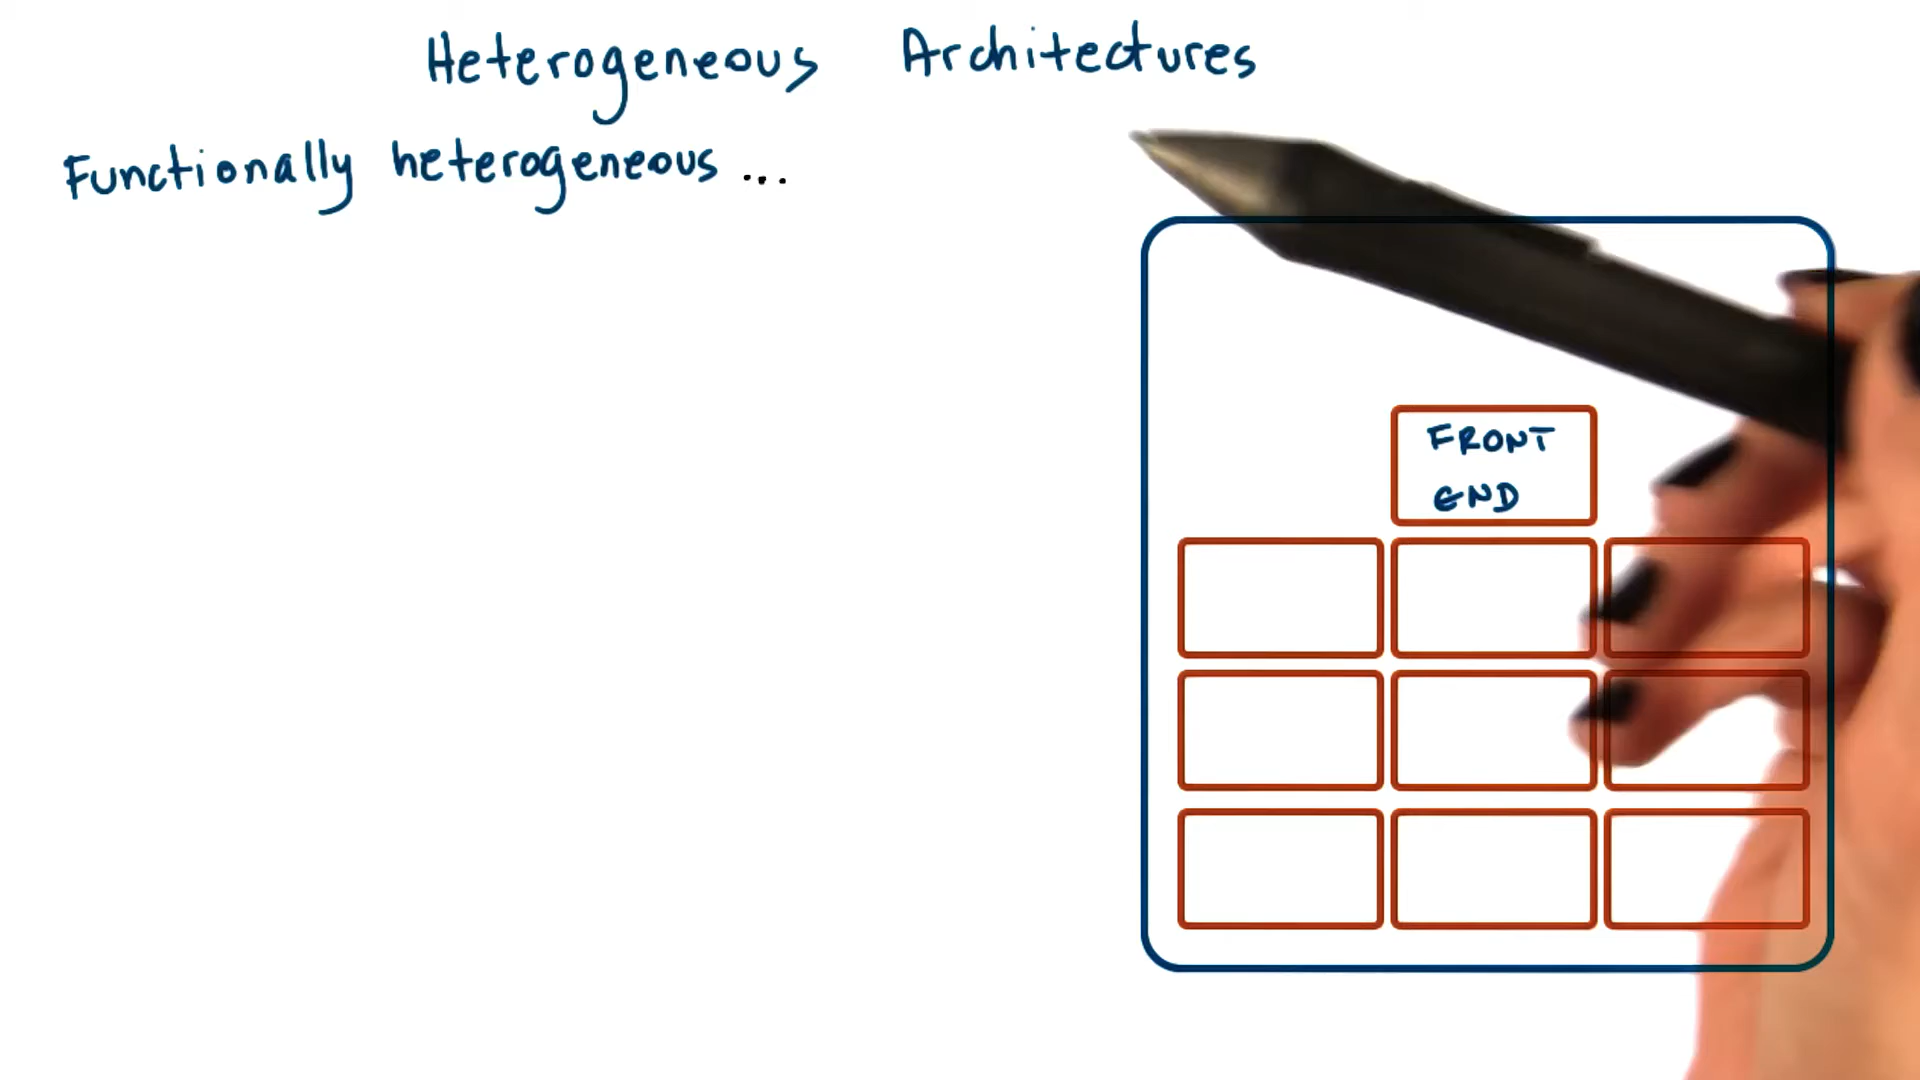 Heterogeneous Architectures
Functionally heterogeneous ...
FRONT
END